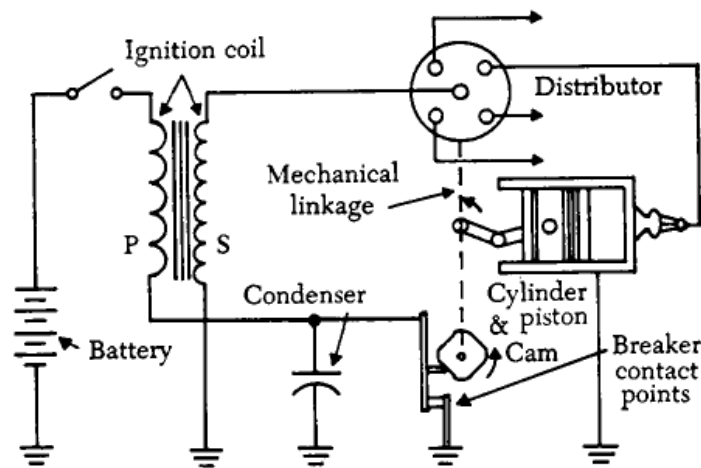 Ignition coil
Distributor
Mechanical
linkage
P
S
Condenser
Cylinder
& piston
Cam
Battery
Breaker
contact
points